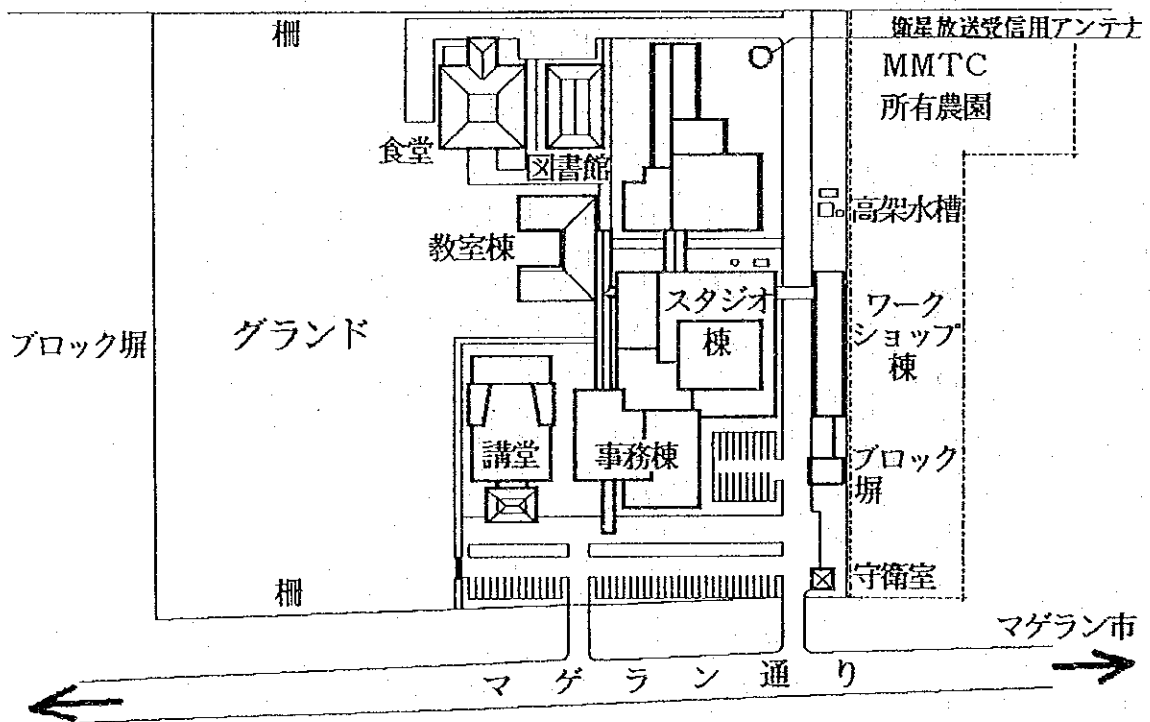 柵
衛星放送受信用アンテナ
MMTC
所有農園
食堂
図書館
高架水槽
教室棟
スタジオ
棟
ワーク
ショップ
棟
ブロック塀
グランド
講堂
事務棟
ブロック
塀
柵
守衛室
マゲラン市
マゲラン通り